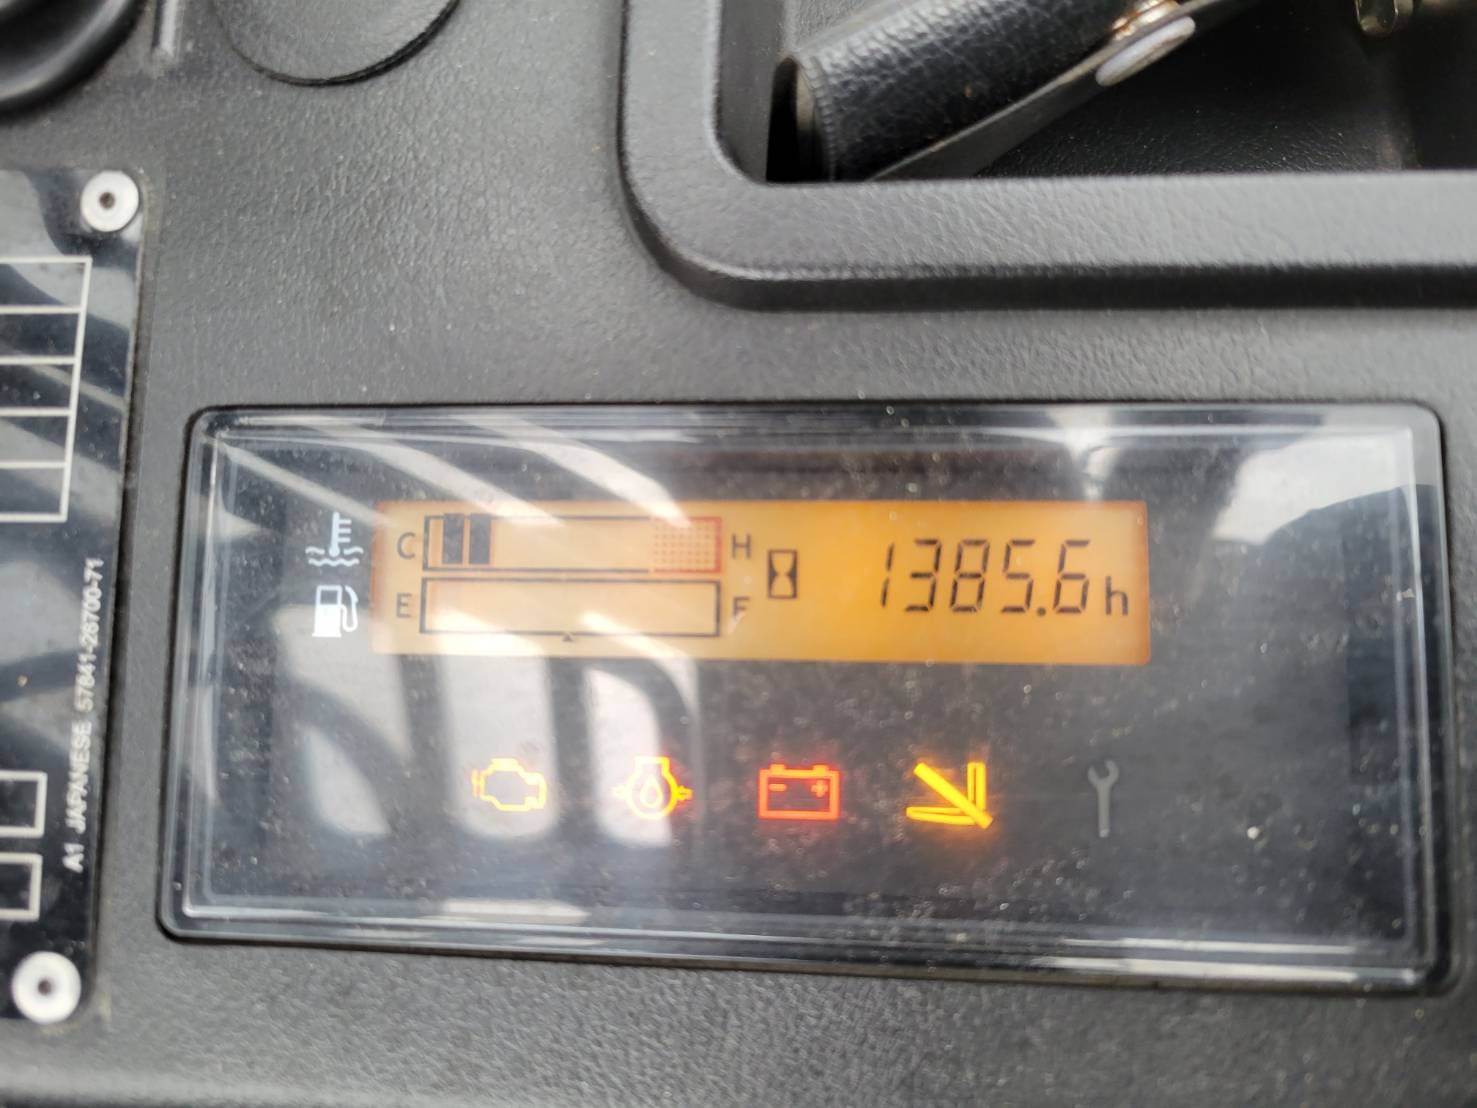 C H 1385.6h
E F
A1 JAPANESE 57841-26700-71